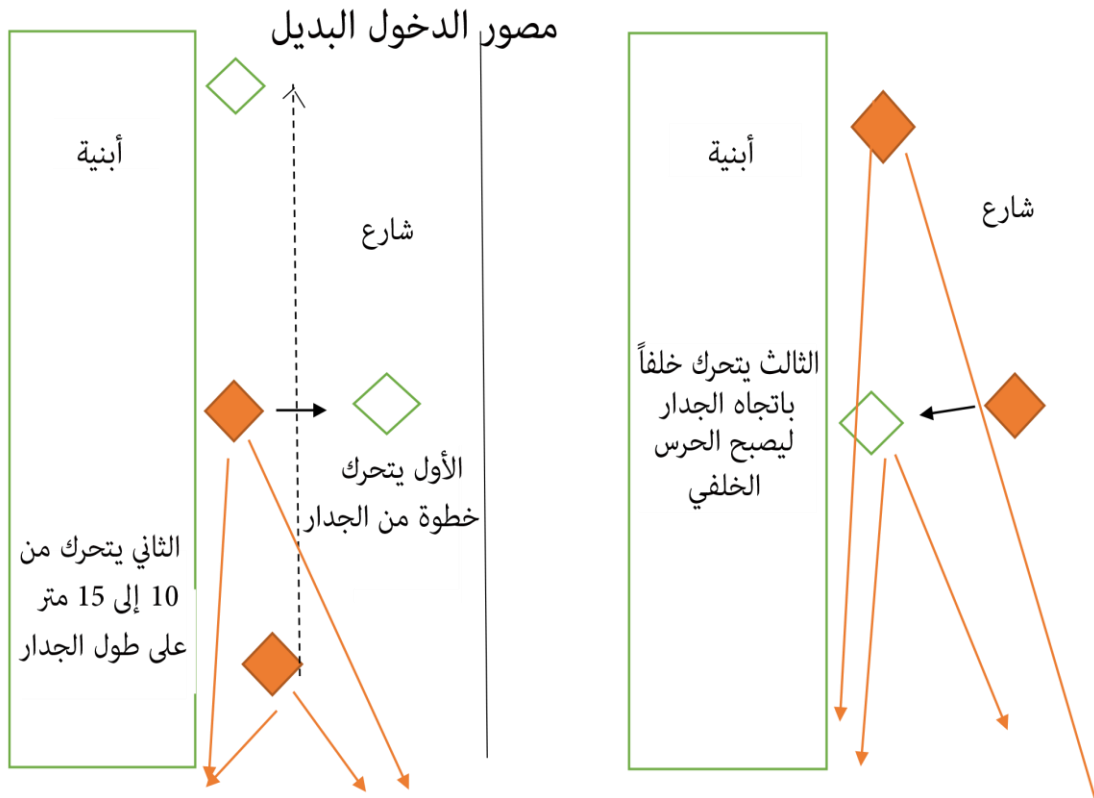 مصور الدخول البديل
أبنية
شارع
الأول يتحرك
خطوة من الجدار
الثاني يتحرك من
10 إلى 15 متر
على طول الجدار
أبنية
شارع
الثالث يتحرك خلفاً
باتجاه الجدار
ليصبح الحرس
الخلفي